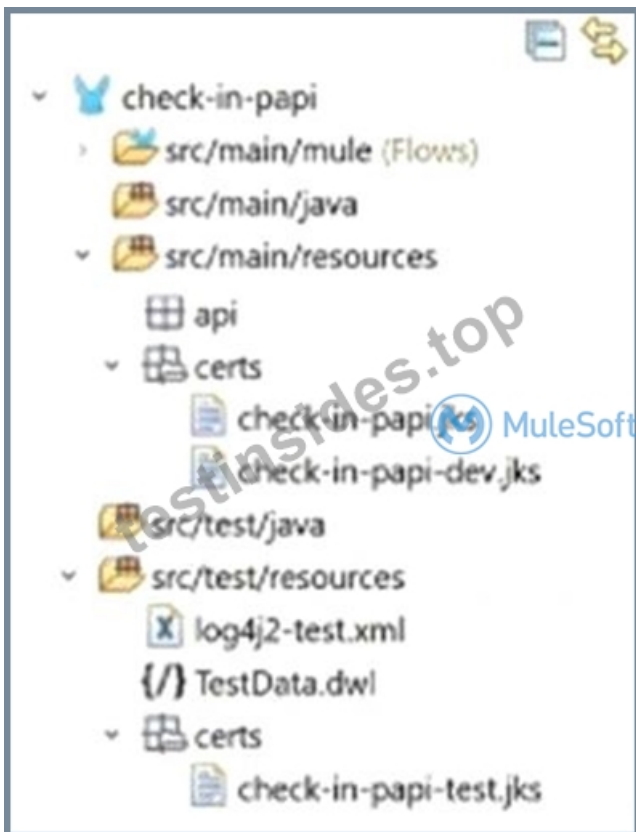 check-in-papi
src/main/mule (Flows)
src/main/java
src/main/resources
api
certs
check-in-papi.jks
MuleSoft
check-in-papi-dev.jks
testinsides.top
src/test/java
src/test/resources
log4j2-test.xml
{/} TestData.dwl
certs
check-in-papi-test.jks